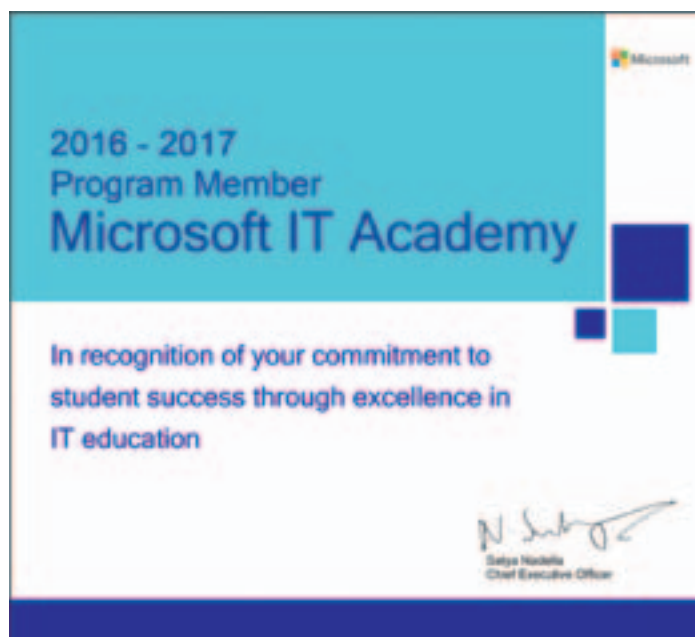 Microsoft
2016 - 2017
Program Member
Microsoft IT Academy
In recognition of your commitment to
student success through excellence in
IT education
Satya Nadella
Chief Executive Officer